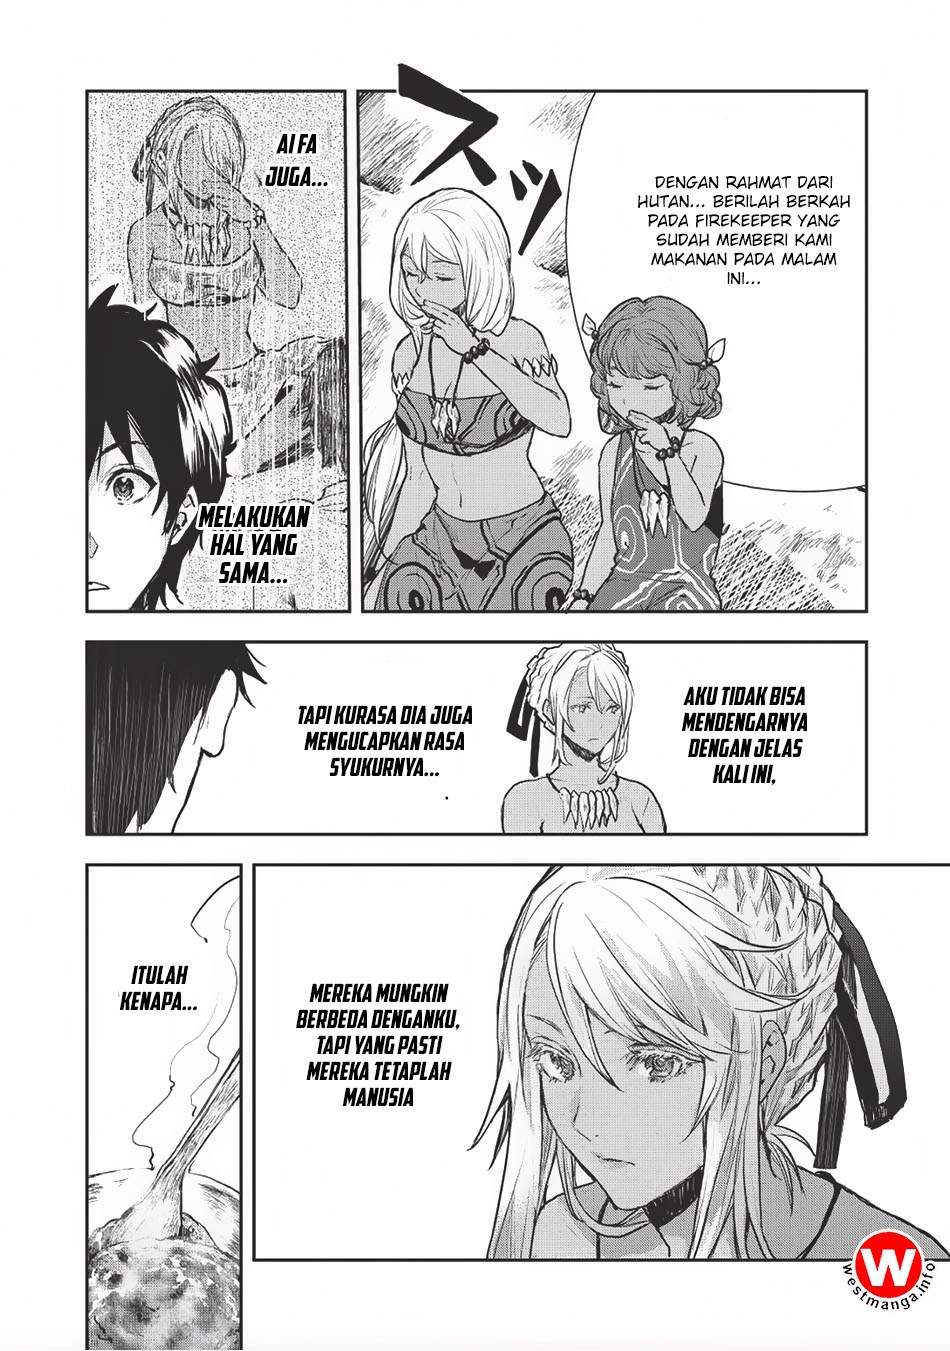 スッ
DENGAN RAHMAT DARI
HUTAN... BERILAH BERKAH
PADA FIREKEEPER YANG
SUDAH MEMBERI KAMI
MAKANAN PADA MALAM
INI...
AI FA
JUGA...
MELAKUKAN
HAL YANG
SAMA...
AKU TIDAK BISA
MENDENGARNYA
DENGAN JELAS
KALI INI,
TAPI KURASA DIA JUGA
MENGUCAPKAN RASA
SYUKURNYA...
MEREKA MUNGKIN
BERBEDA DENGANKU,
TAPI YANG PASTI
MEREKA TETAPLAH
MANUSIA
ITULAH
KENAPA...
W
westmanga.info